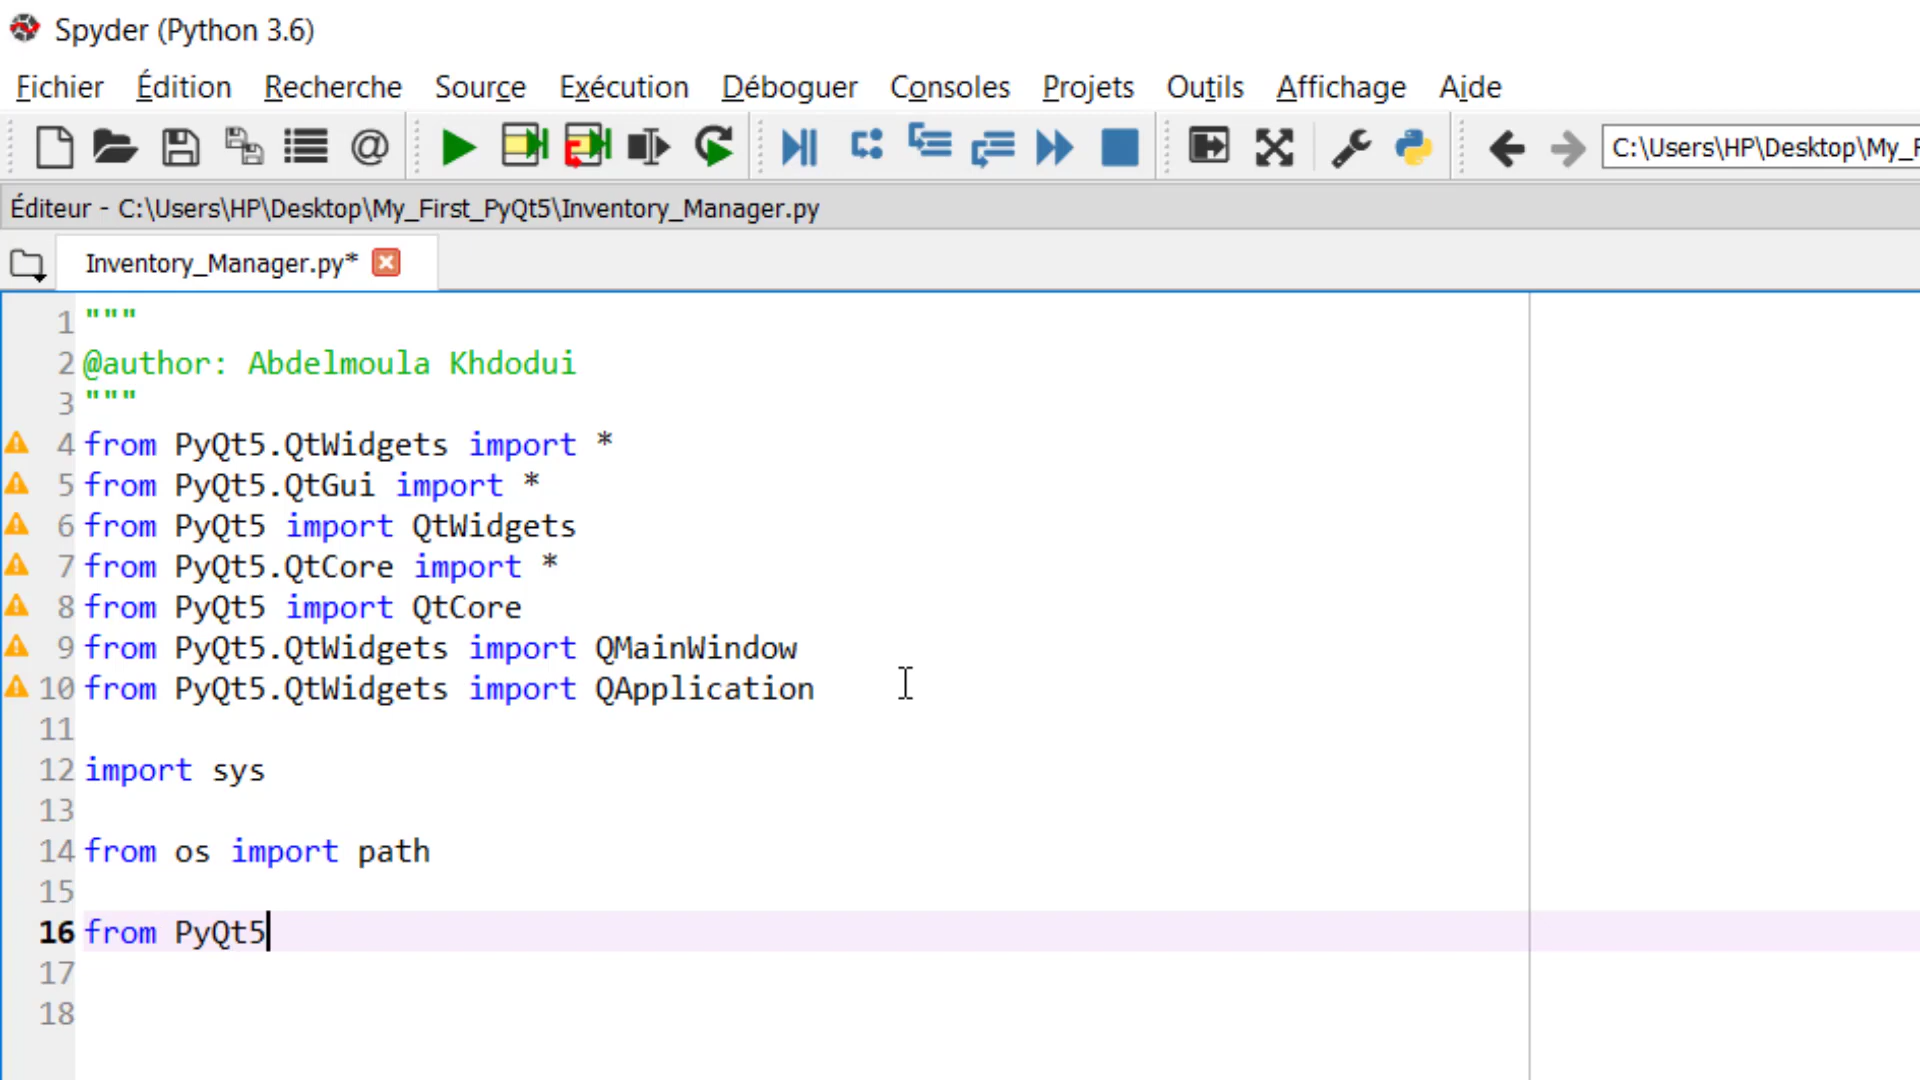 Spyder (Python 3.6)
Fichier Édition Recherche Source Exécution Déboguer Consoles Projets Outils Affichage Aide
@ C:\Users\HP\Desktop\My_F
Éditeur - C:\Users\HP\Desktop\My_First_PyQt5\Inventory_Manager.py
Inventory_Manager.py*
1 """
2 @author: Abdelmoula Khdodui
3 """
4 from PyQt5.QtWidgets import *
5 from PyQt5.QtGui import *
6 from PyQt5 import QtWidgets
7 from PyQt5.QtCore import *
8 from PyQt5 import QtCore
9 from PyQt5.QtWidgets import QMainWindow
10 from PyQt5.QtWidgets import QApplication
11
12 import sys
13
14 from os import path
15
16 from PyQt5
17
18